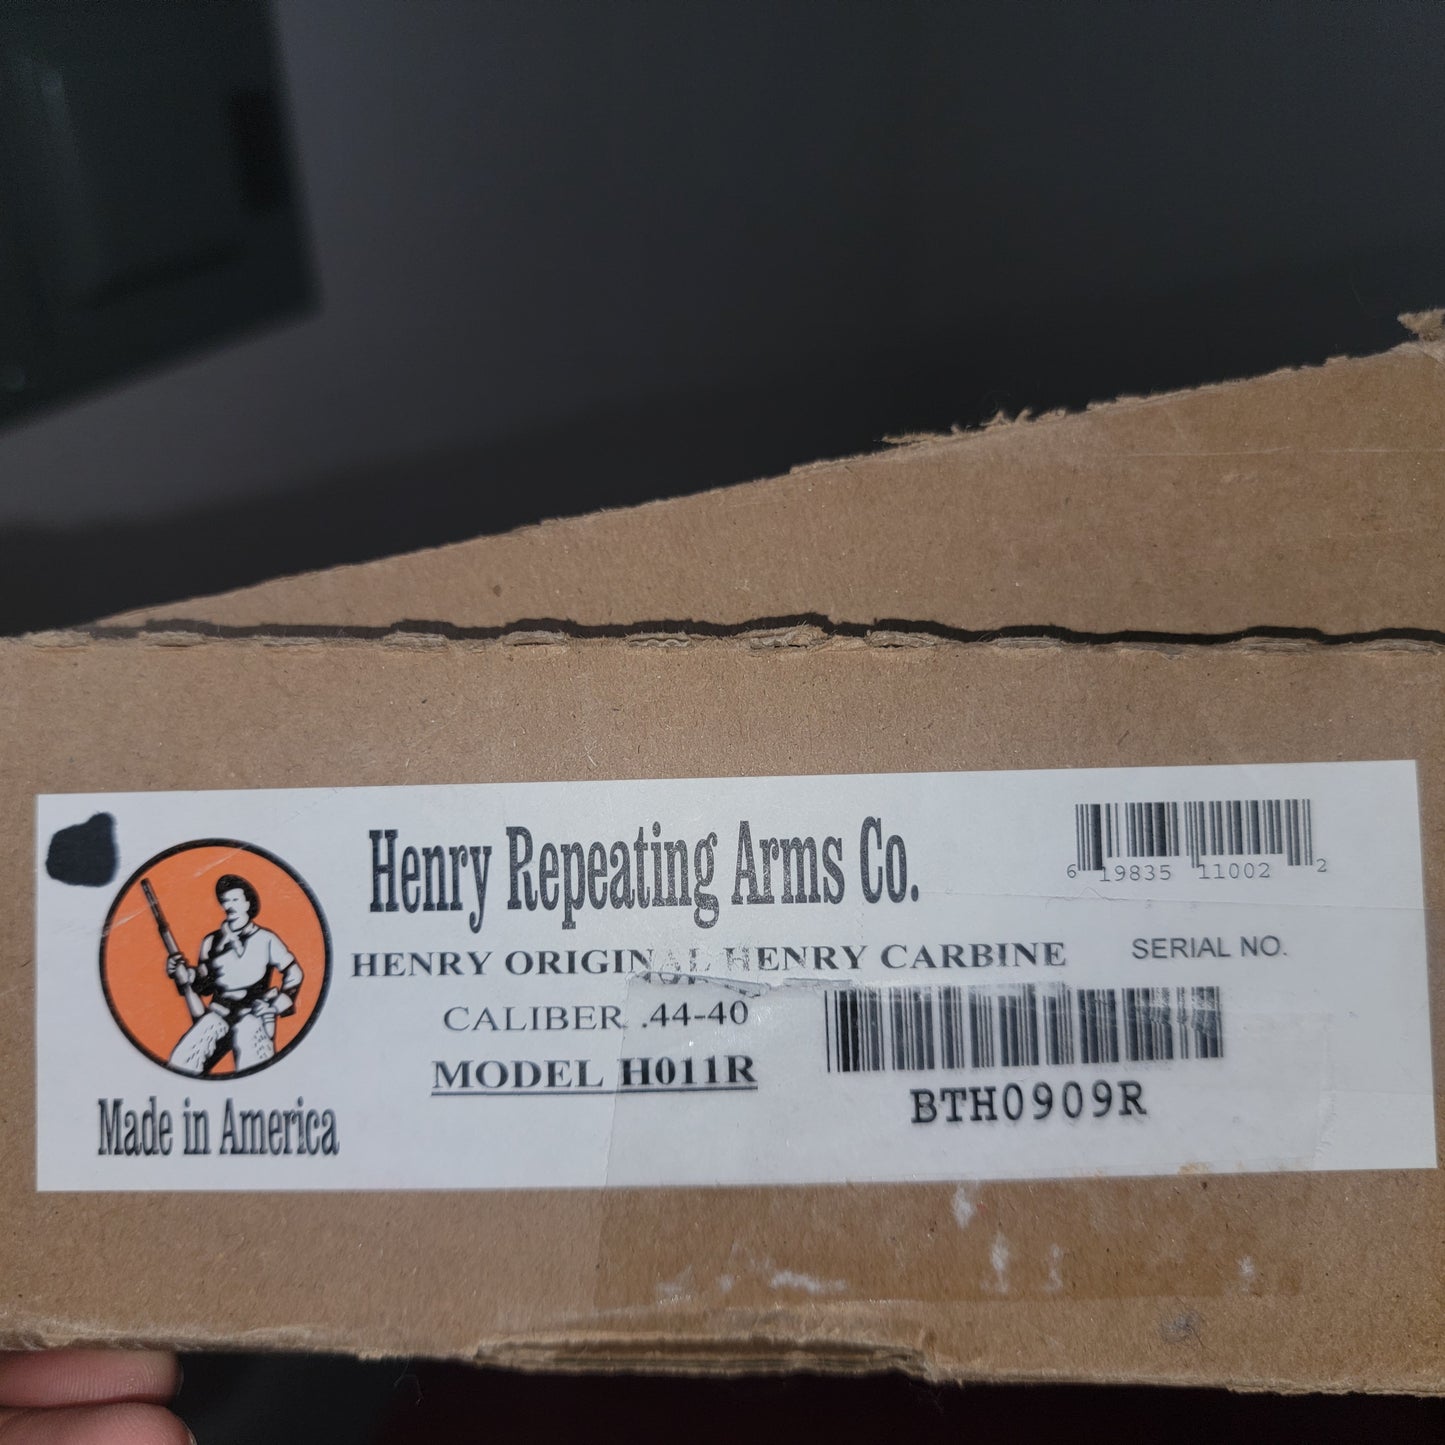 Henry Repeating Arms Co.
6 19835 11002 2
HENRY ORIGINAL HENRY CARBINE
SERIAL NO.
CALIBER .44-40
MODEL H011R
BTH0909R
Made in America